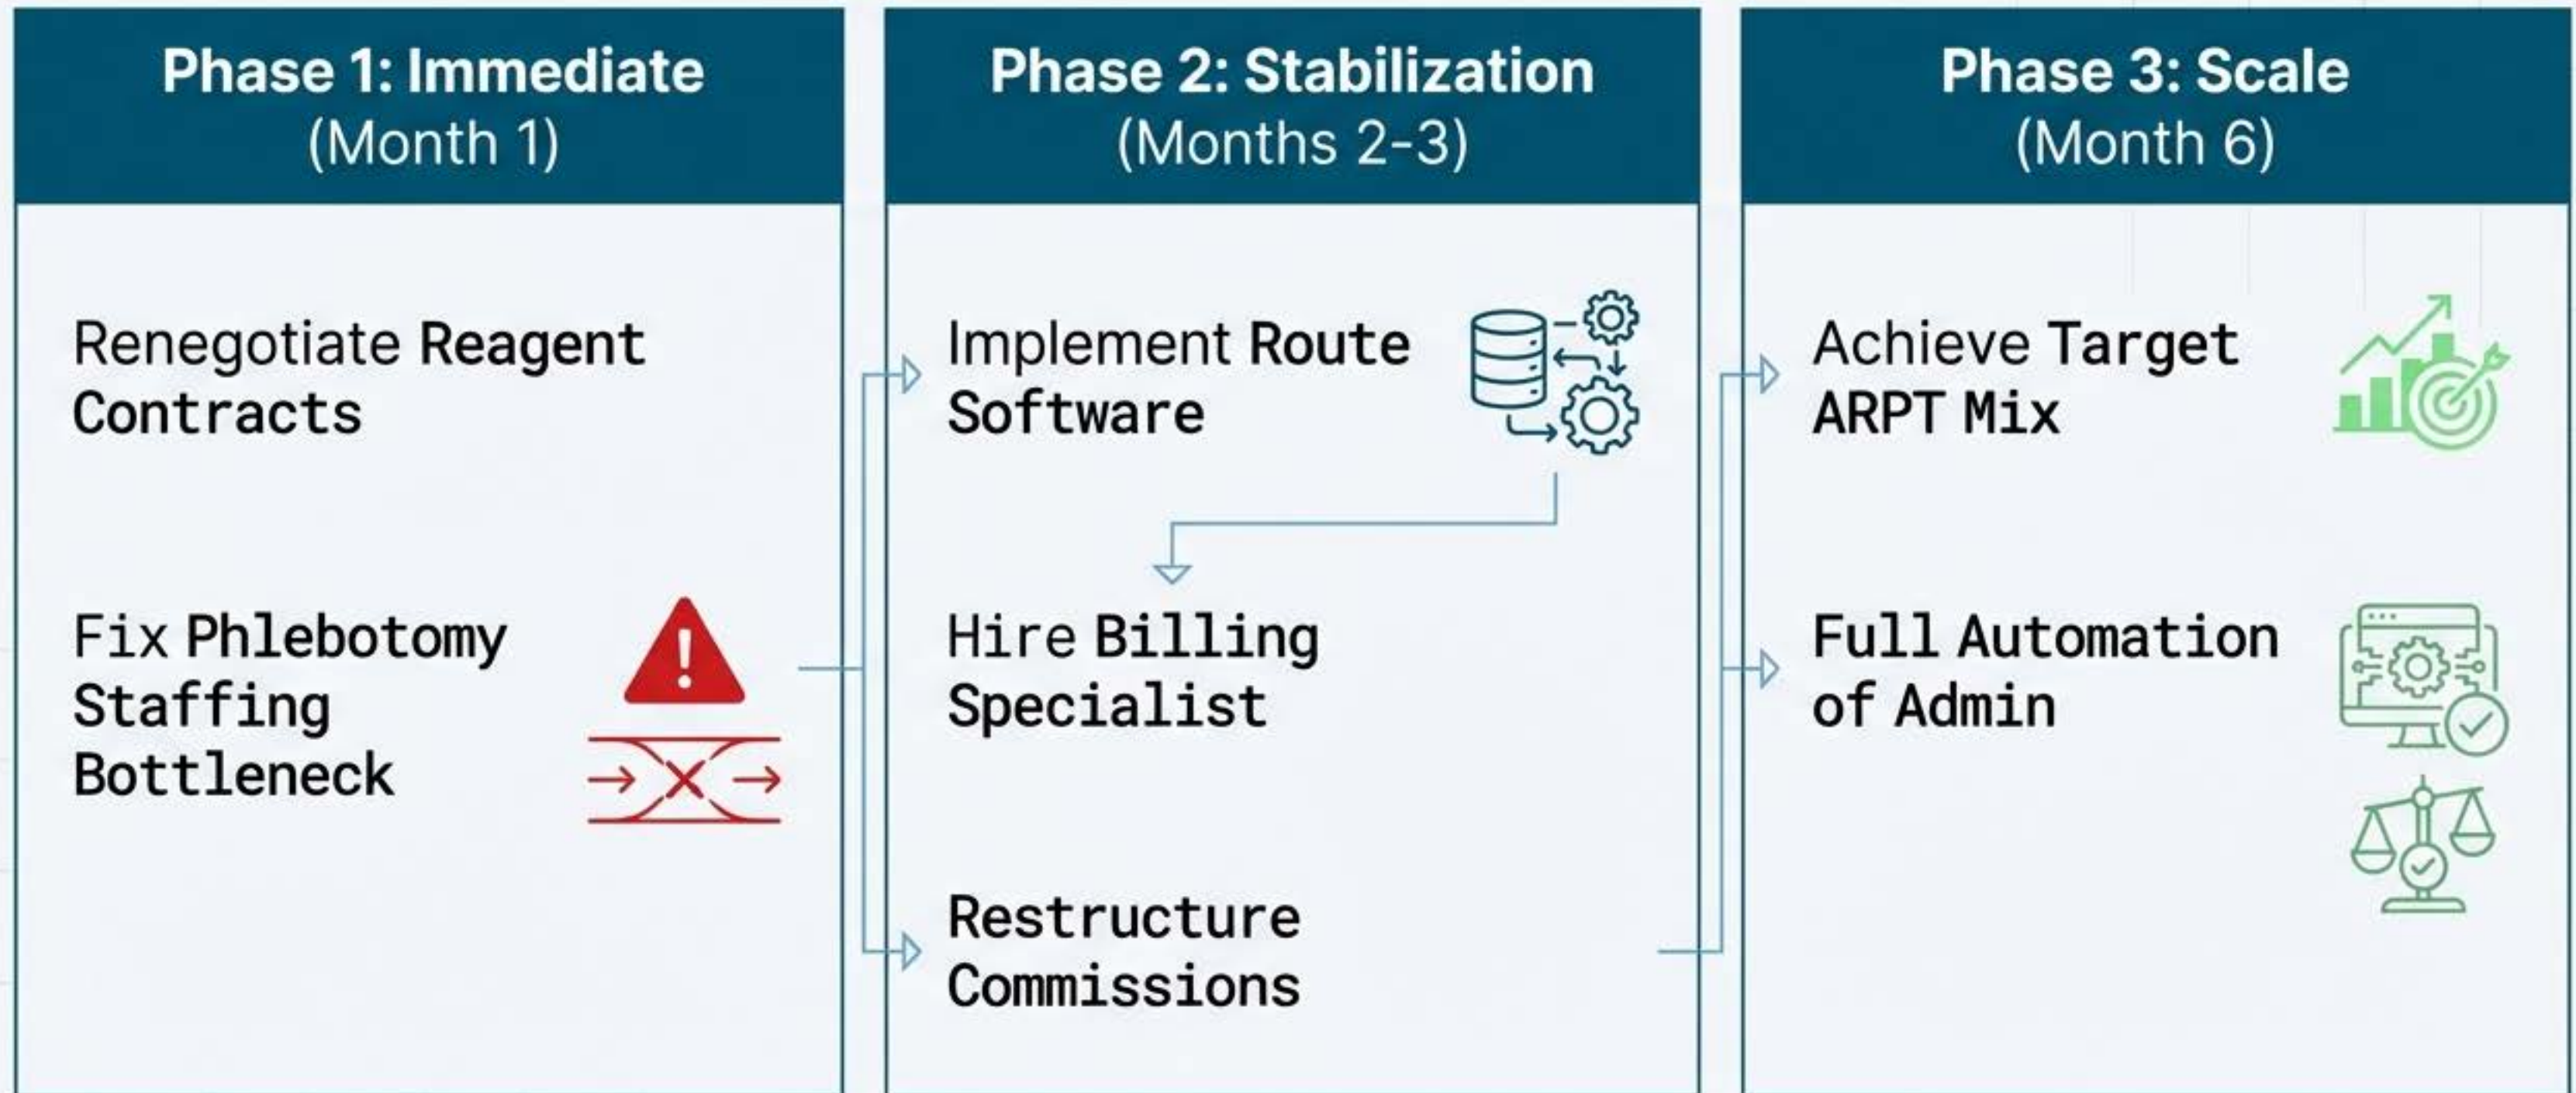 Phase 1: Immediate
(Month 1)
Renegotiate Reagent
Contracts
Fix Phlebotomy
Staffing
Bottleneck
Phase 2: Stabilization
(Months 2-3)
Implement Route
Software
Hire Billing
Specialist
Restructure
Commissions
Phase 3: Scale
(Month 6)
Achieve Target
ARPT Mix
Full Automation
of Admin